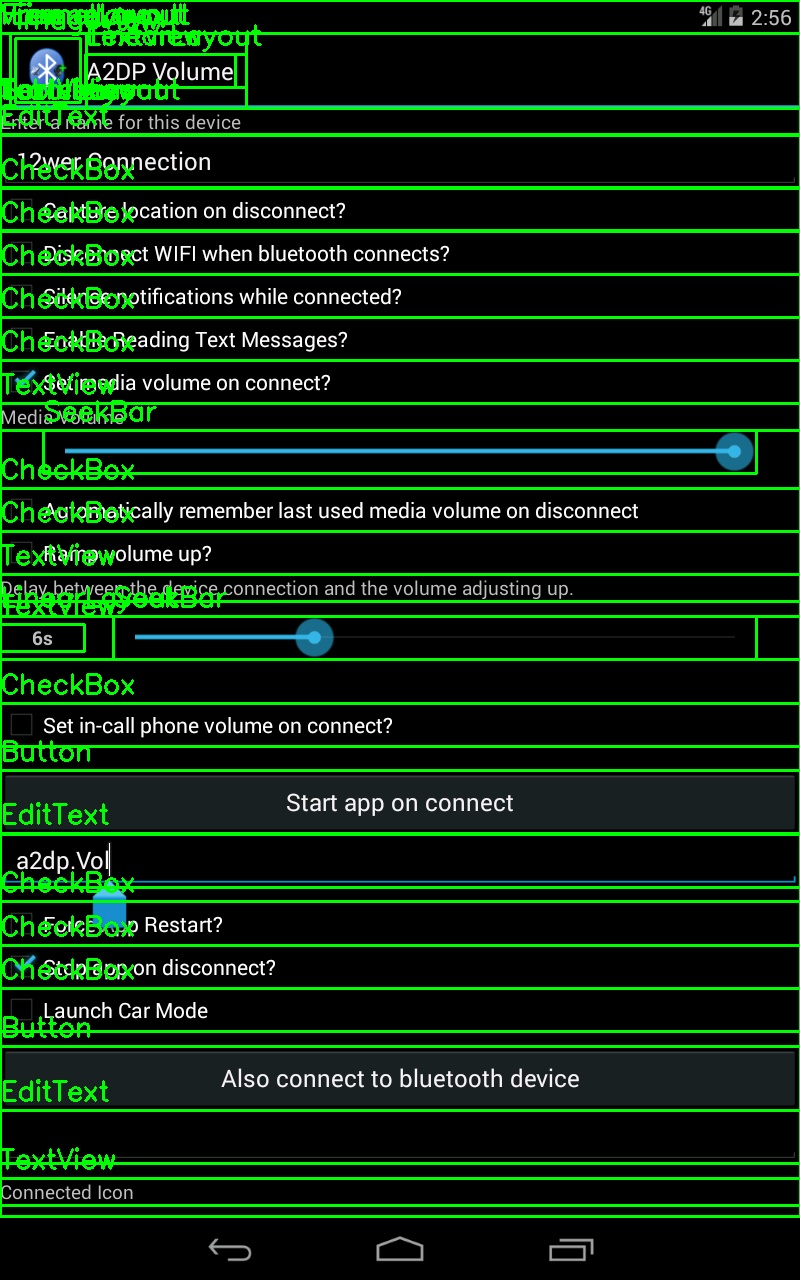 4G 2:56
TextView
A2DP Volume
EditText
Enter a name for this device
12wer Connection
CheckBox
Capture location on disconnect?
CheckBox
Disconnect WIFI when bluetooth connects?
CheckBox
Silence notifications while connected?
CheckBox
Enable Reading Text Messages?
CheckBox
Set media volume on connect?
TextView
SeekBar
Media Volume
CheckBox
Automatically remember last used media volume on disconnect
CheckBox
Ramp volume up?
TextView
Delay between the device connection and the volume adjusting up.
SeekBar
TextView
6s
CheckBox
Set in-call phone volume on connect?
Button
Start app on connect
EditText
a2dp.Vol
CheckBox
Force Stop Restart?
CheckBox
Stop app on disconnect?
CheckBox
Launch Car Mode
Button
Also connect to bluetooth device
EditText
TextView
Connected Icon